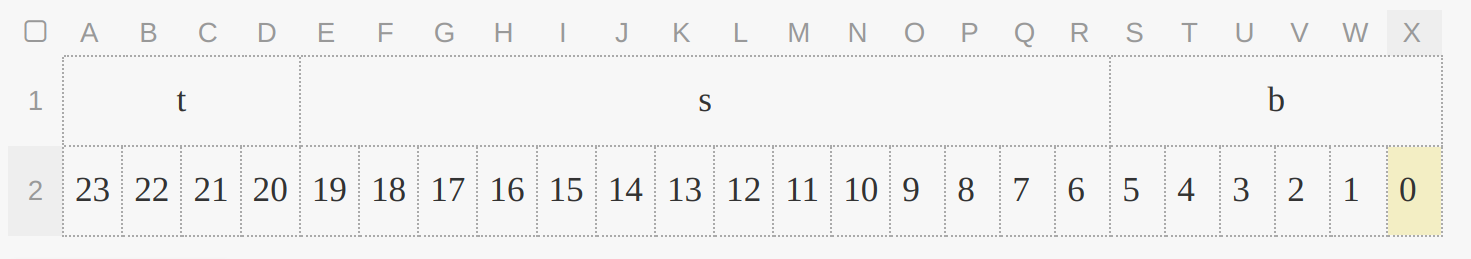 A B C D E F G H I J K L M N O P Q R S T U V W X
1 t s b
2 23 22 21 20 19 18 17 16 15 14 13 12 11 10 9 8 7 6 5 4 3 2 1 0